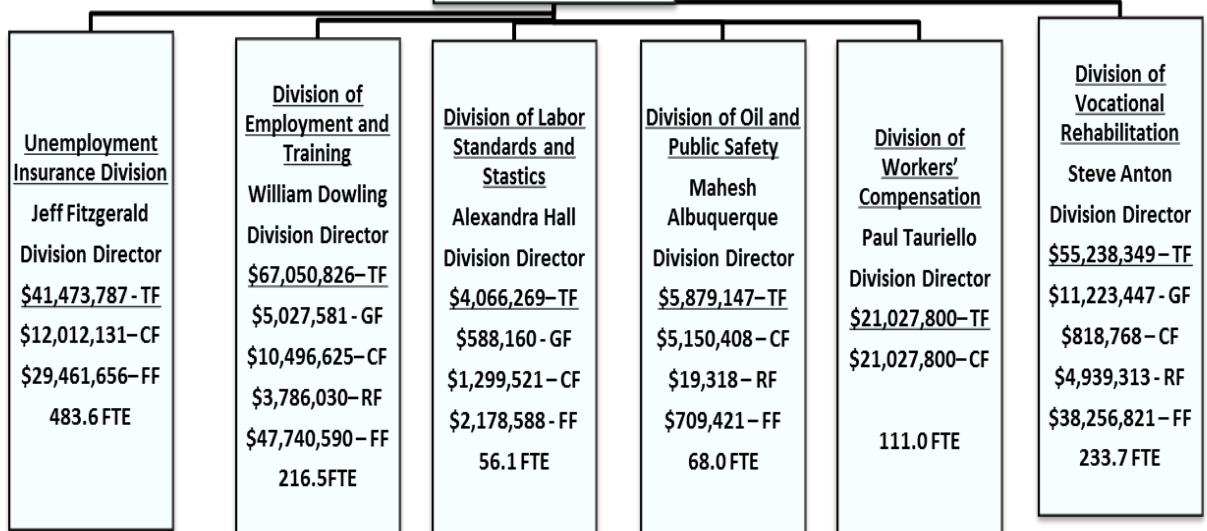 Unemployment
Insurance Division
Jeff Fitzgerald
Division Director
$41,473,787 - TF
$12,012,131–CF
$29,461,656–FF
483.6 FTE
Division of
Employment and
Training
William Dowling
Division Director
$67,050,826–TF
$5,027,581 - GF
$10,496,625–CF
$3,786,030–RF
$47,740,590–FF
216.5FTE
Division of Labor
Standards and
Stastics
Alexandra Hall
Division Director
$4,066,269–TF
$588,160 - GF
$1,299,521–CF
$2,178,588 - FF
56.1 FTE
Division of Oil and
Public Safety
Mahesh
Albuquerque
Division Director
$5,879,147–TF
$5,150,408–CF
$19,318–RF
$709,421–FF
68.0 FTE
Division of
Workers’
Compensation
Paul Tauriello
Division Director
$21,027,800–TF
$21,027,800–CF
111.0 FTE
Division of
Vocational
Rehabilitation
Steve Anton
Division Director
$55,238,349–TF
$11,223,447 - GF
$818,768–CF
$4,939,313 - RF
$38,256,821–FF
233.7 FTE